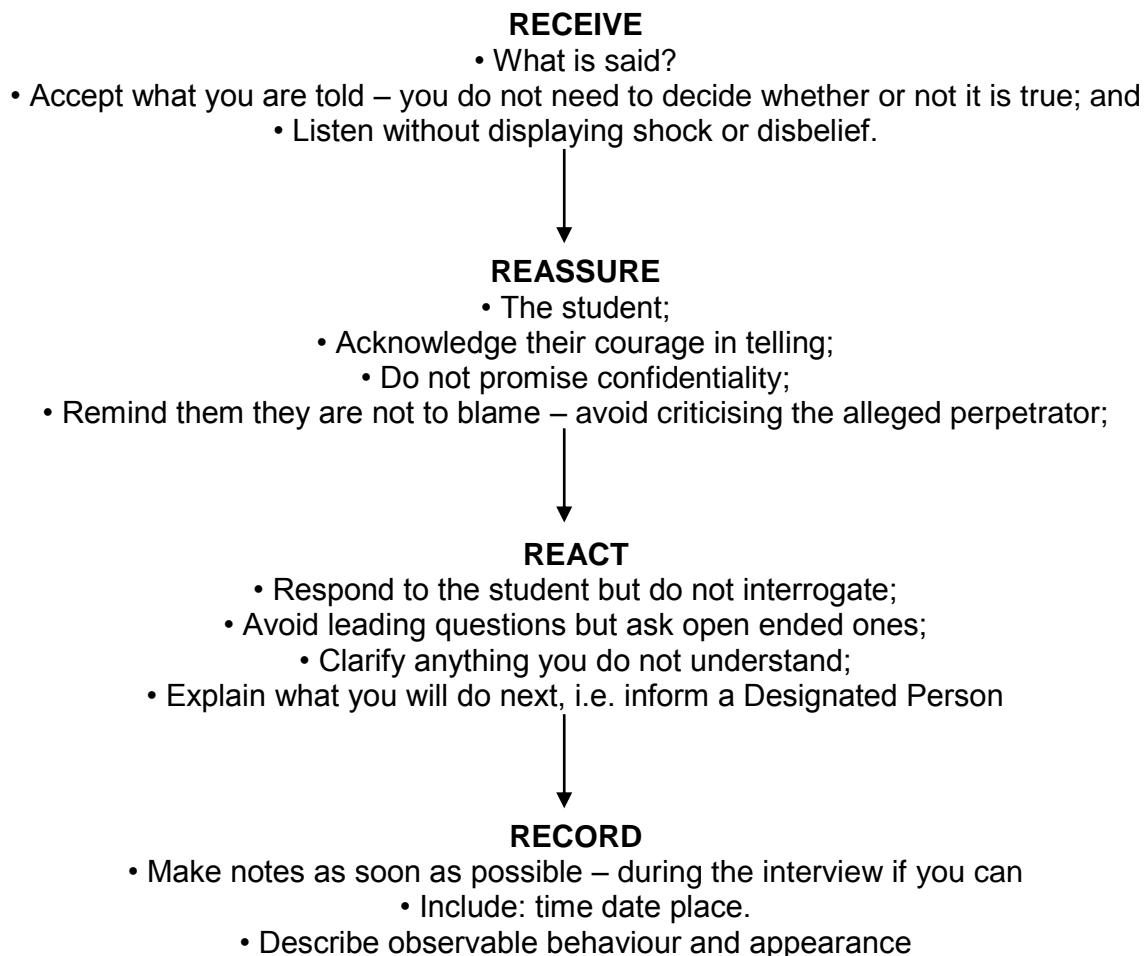 RECEIVE
• What is said?
• Accept what you are told – you do not need to decide whether or not it is true; and
• Listen without displaying shock or disbelief.
REASSURE
• The student;
• Acknowledge their courage in telling;
• Do not promise confidentiality;
• Remind them they are not to blame – avoid criticising the alleged perpetrator;
REACT
• Respond to the student but do not interrogate;
• Avoid leading questions but ask open ended ones;
• Clarify anything you do not understand;
• Explain what you will do next, i.e. inform a Designated Person
RECORD
• Make notes as soon as possible – during the interview if you can
• Include: time date place.
• Describe observable behaviour and appearance